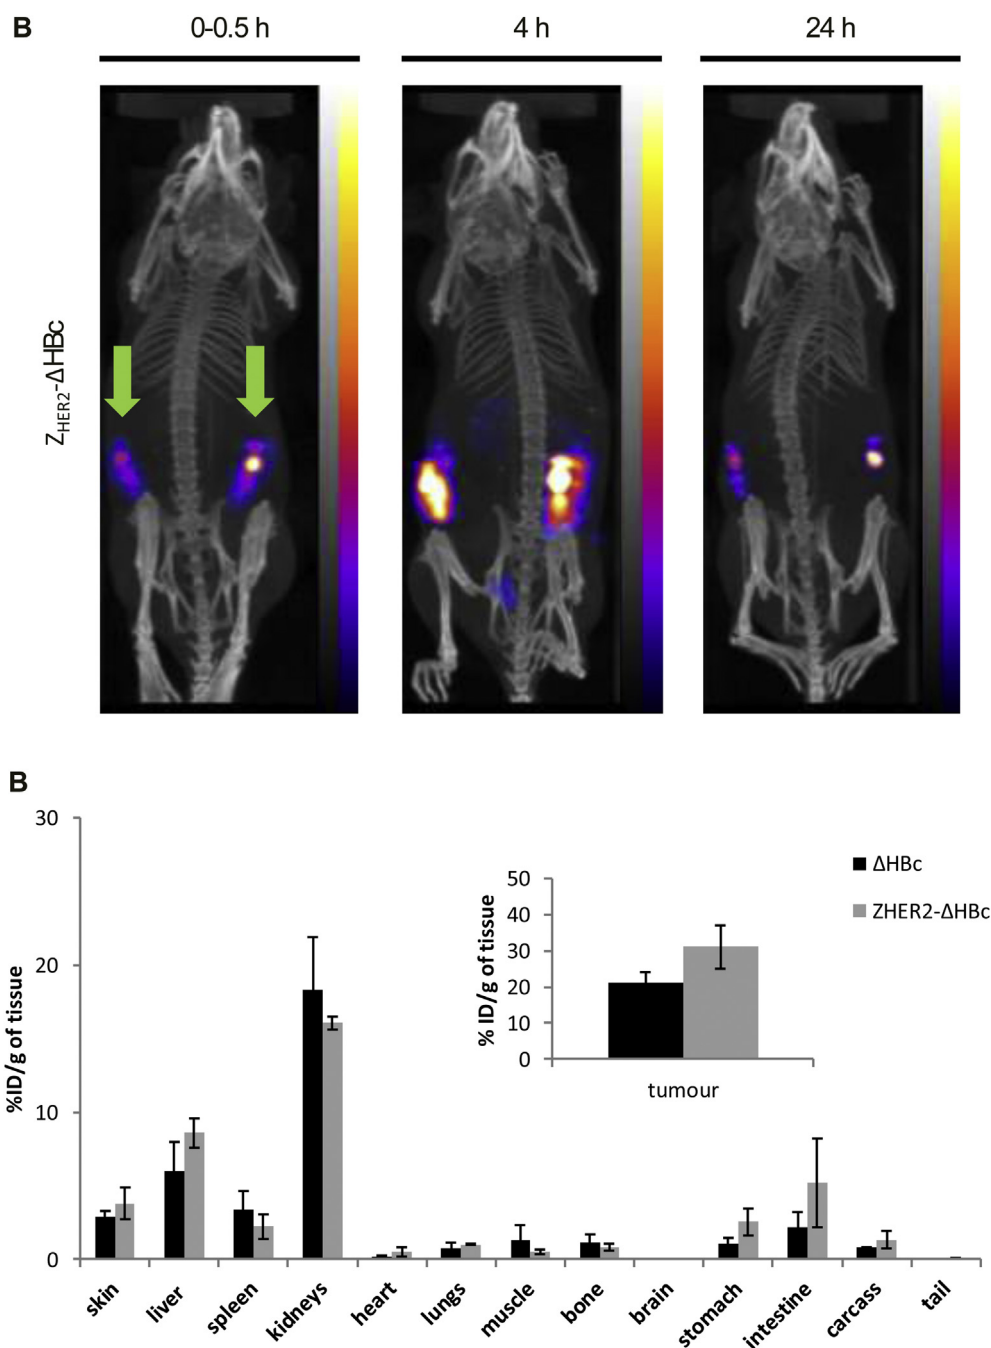 B
0-0.5 h
4 h
24 h
ZHER2-ΔHBc
B
30
20
10
0
%ID/g of tissue
50
40
30
20
10
0
% ID/g of tissue
tumour
ΔHBc
ZHER2-ΔHBc
skin
liver
spleen
kidneys
heart
lungs
muscle
bone
brain
stomach
intestine
carcass
tail